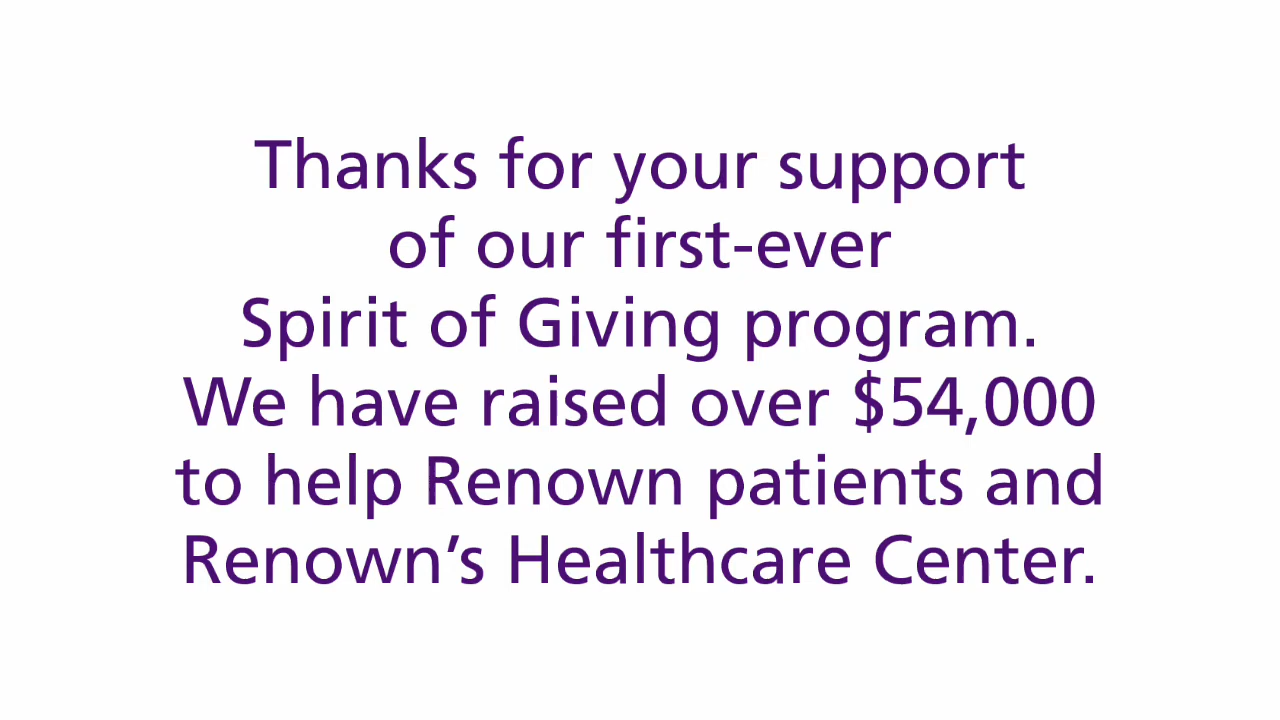 Thanks for your support
of our first-ever
Spirit of Giving program.
We have raised over $54,000
to help Renown patients and
Renown’s Healthcare Center.